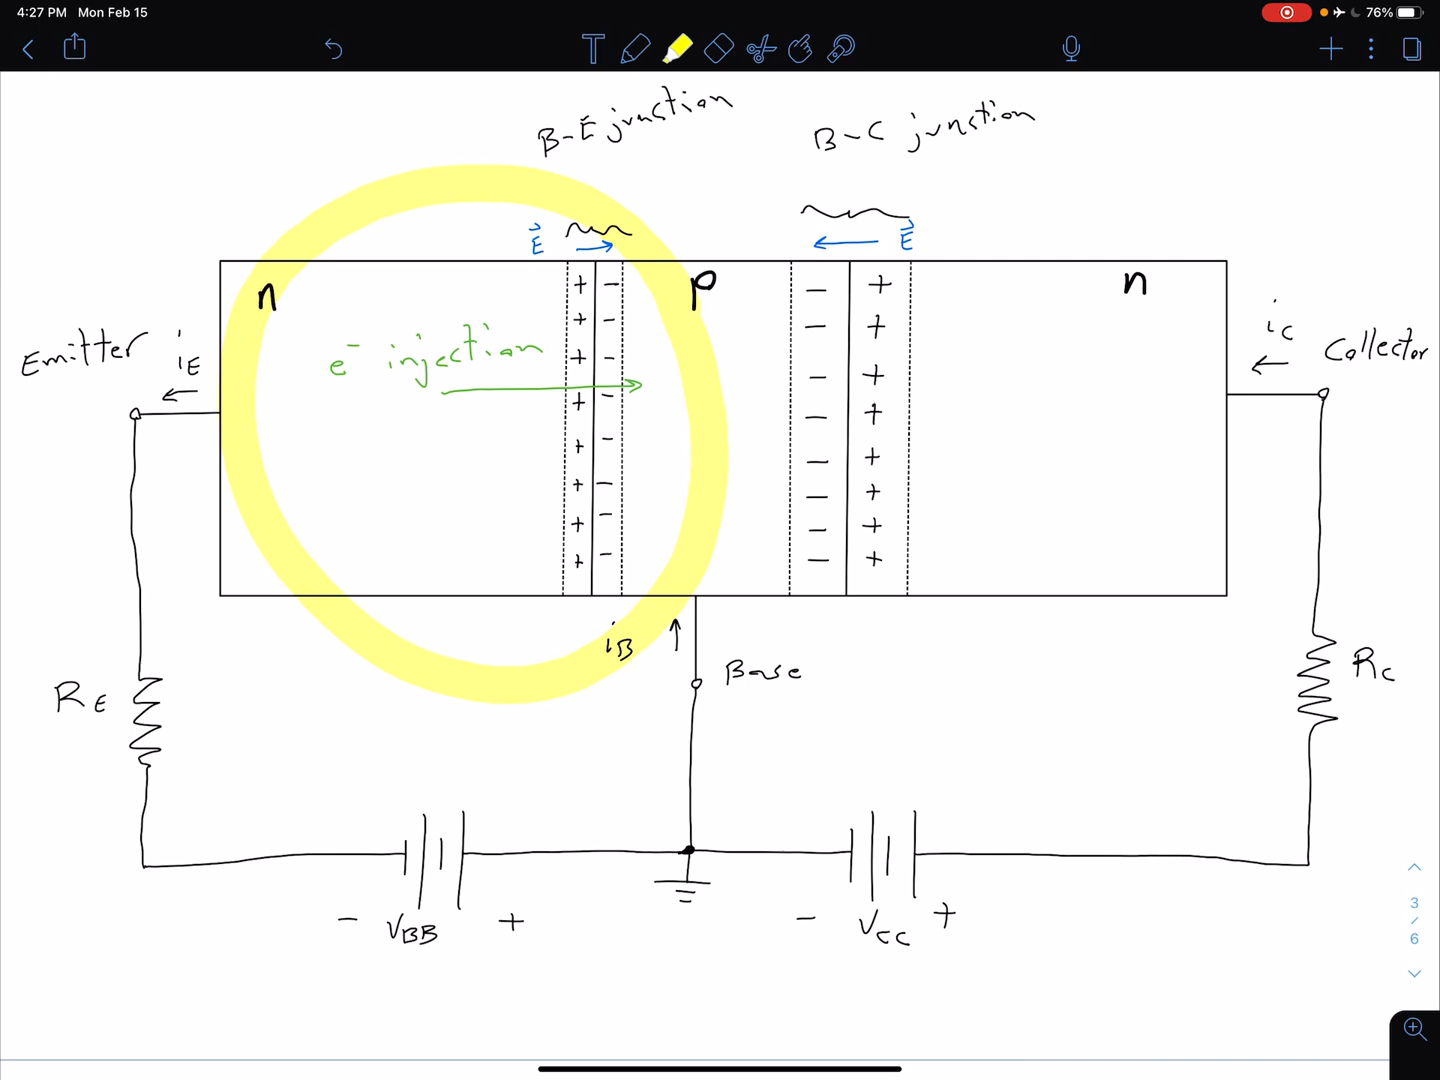 4:27 PM Mon Feb 15
76%
B-E junction
B-C junction
E
E
n
p
n
+ -
- +
+ -
- +
+ -
- +
+ -
- +
+ -
- +
+ -
- +
+ -
- +
+ -
- +
e⁻ injection
Emitter
iE
iC
Collector
iB
Base
RE
RC
- VBB +
- VCC +
3
/
6